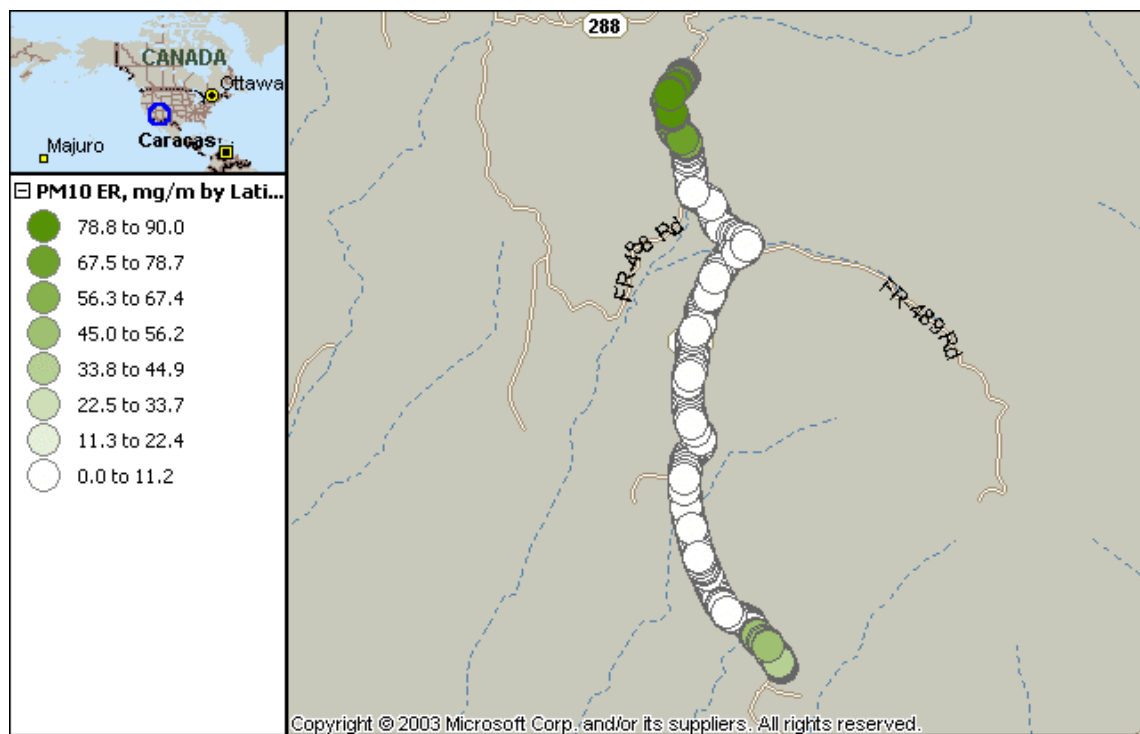 CANADA
Ottawa
Majuro
Caracas
PM10 ER, mg/m by Lati...
78.8 to 90.0
67.5 to 78.7
56.3 to 67.4
45.0 to 56.2
33.8 to 44.9
22.5 to 33.7
11.3 to 22.4
0.0 to 11.2
288
FR-488 Rd
FR-489 Rd
Copyright © 2003 Microsoft Corp. and/or its suppliers. All rights reserved.